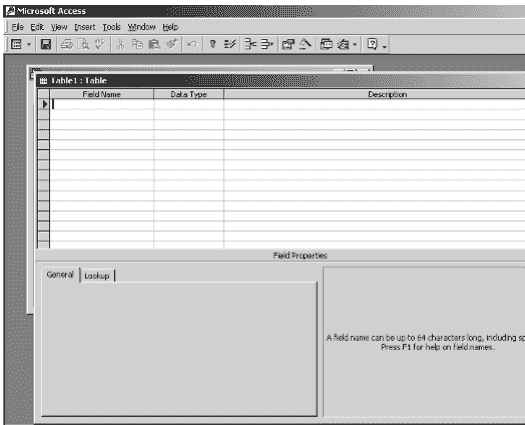 Microsoft Access
File Edit View Insert Tools Window Help
Table1 : Table
Field Name Data Type Description
Field Properties
General Lookup
A field name can be up to 64 characters long, including sp
Press F1 for help on field names.